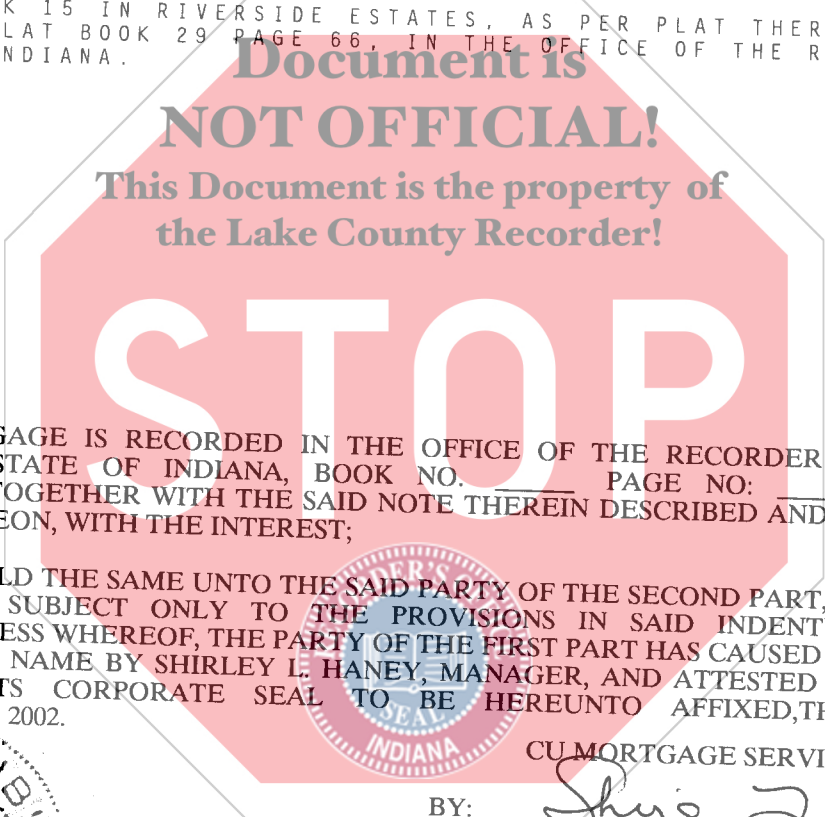 K 15 IN RIVERSIDE ESTATES, AS PER PLAT THER
LAT BOOK 29 PAGE 66, IN THE OFFICE OF THE R
NDIANA.
Document is
NOT OFFICIAL!
This Document is the property of
the Lake County Recorder!
STOP
GAGE IS RECORDED IN THE OFFICE OF THE RECORDER
STATE OF INDIANA, BOOK NO. ______ PAGE NO: ___
TOGETHER WITH THE SAID NOTE THEREIN DESCRIBED AND
EON, WITH THE INTEREST;
LD THE SAME UNTO THE SAID PARTY OF THE SECOND PART,
SUBJECT ONLY TO THE PROVISIONS IN SAID INDENT
ESS WHEREOF, THE PARTY OF THE FIRST PART HAS CAUSED
NAME BY SHIRLEY L. HANEY, MANAGER, AND ATTESTED
TS CORPORATE SEAL TO BE HEREUNTO AFFIXED,TH
2002.
SEAL
INDIANA
CU MORTGAGE SERVI
BY: